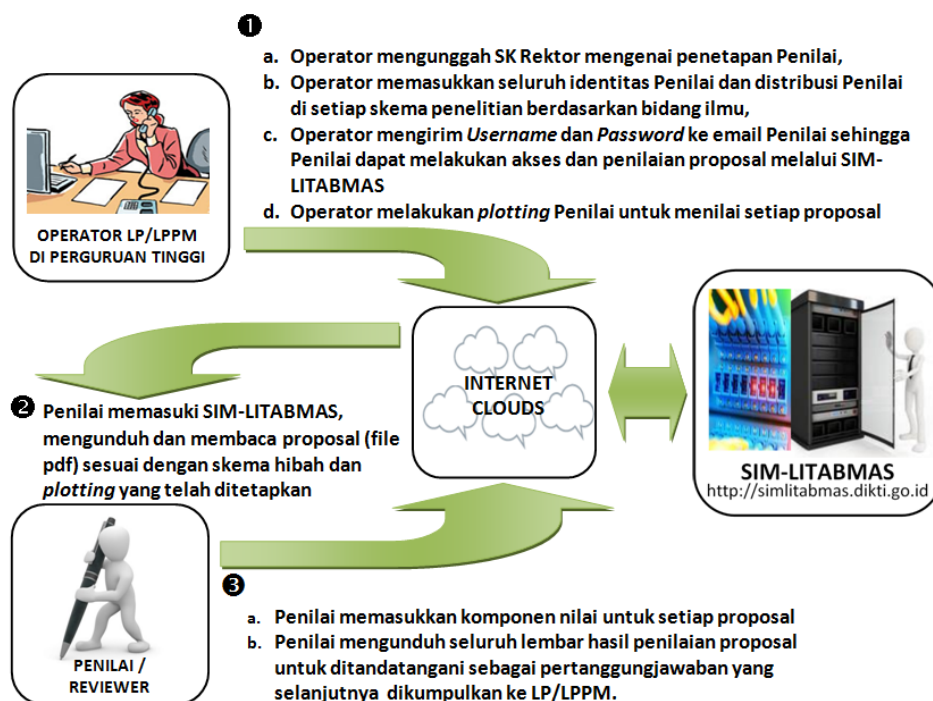 ❶
a. Operator mengunggah SK Rektor mengenai penetapan Penilai,
b. Operator memasukkan seluruh identitas Penilai dan distribusi Penilai
di setiap skema penelitian berdasarkan bidang ilmu,
c. Operator mengirim Username dan Password ke email Penilai sehingga
Penilai dapat melakukan akses dan penilaian proposal melalui SIM-
LITABMAS
d. Operator melakukan plotting Penilai untuk menilai setiap proposal
OPERATOR LP/LPPM
DI PERGURUAN TINGGI
INTERNET
CLOUDS
SIM-LITABMAS
http://simlitabmas.dikti.go.id
❷ Penilai memasuki SIM-LITABMAS,
mengunduh dan membaca proposal (file
pdf) sesuai dengan skema hibah dan
plotting yang telah ditetapkan
PENILAI /
REVIEWER
❸
a. Penilai memasukkan komponen nilai untuk setiap proposal
b. Penilai mengunduh seluruh lembar hasil penilaian proposal
untuk ditandatangani sebagai pertanggungjawaban yang
selanjutnya dikumpulkan ke LP/LPPM.